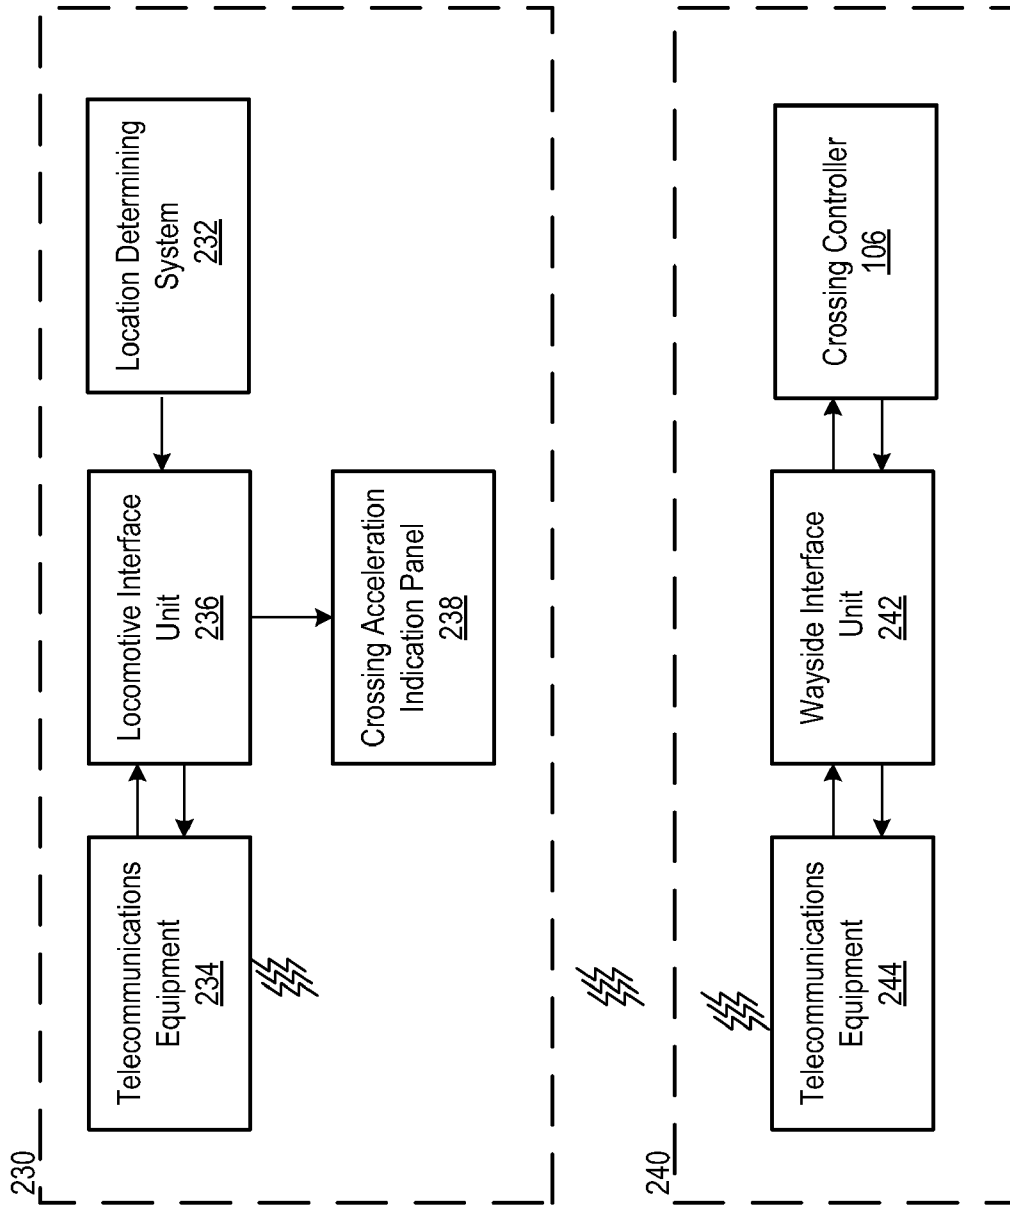 230
Telecommunications
Equipment
234
Locomotive Interface
Unit
236
Location Determining
System
232
Crossing Acceleration
Indication Panel
238
240
Telecommunications
Equipment
244
Wayside Interface
Unit
242
Crossing Controller
106